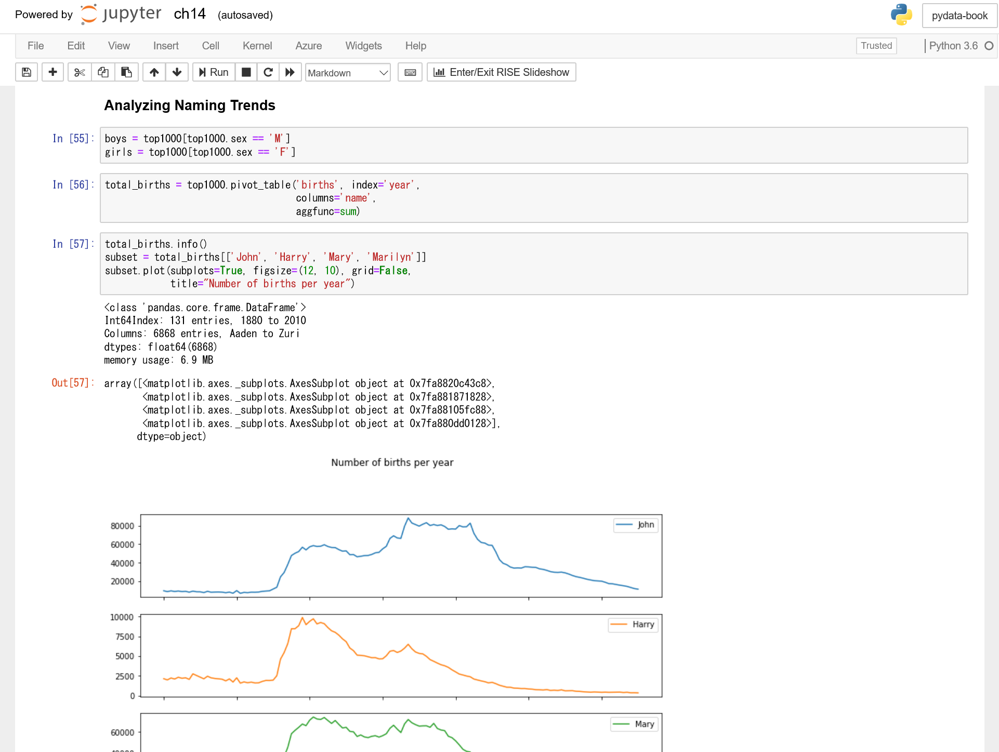 Powered by jupyter ch14 (autosaved) pydata-book
File Edit View Insert Cell Kernel Azure Widgets Help Trusted Python 3.6
Run Markdown Enter/Exit RISE Slideshow
Analyzing Naming Trends
In [55]: boys = top1000[top1000.sex == 'M']
girls = top1000[top1000.sex == 'F']
In [56]: total_births = top1000.pivot_table('births', index='year',
columns='name',
aggfunc=sum)
In [57]: total_births.info()
subset = total_births[['John', 'Harry', 'Mary', 'Marilyn']]
subset.plot(subplots=True, figsize=(12, 10), grid=False,
title="Number of births per year")
<class 'pandas.core.frame.DataFrame'>
Int64Index: 131 entries, 1880 to 2010
Columns: 6868 entries, Aaden to Zuri
dtypes: float64(6868)
memory usage: 6.9 MB
Out[57]: array([<matplotlib.axes._subplots.AxesSubplot object at 0x7fa8820c43c8>,
<matplotlib.axes._subplots.AxesSubplot object at 0x7fa881871828>,
<matplotlib.axes._subplots.AxesSubplot object at 0x7fa88105fc88>,
<matplotlib.axes._subplots.AxesSubplot object at 0x7fa880dd0128>],
dtype=object)
Number of births per year
John
80000
60000
40000
20000
Harry
10000
7500
5000
2500
0
Mary
60000